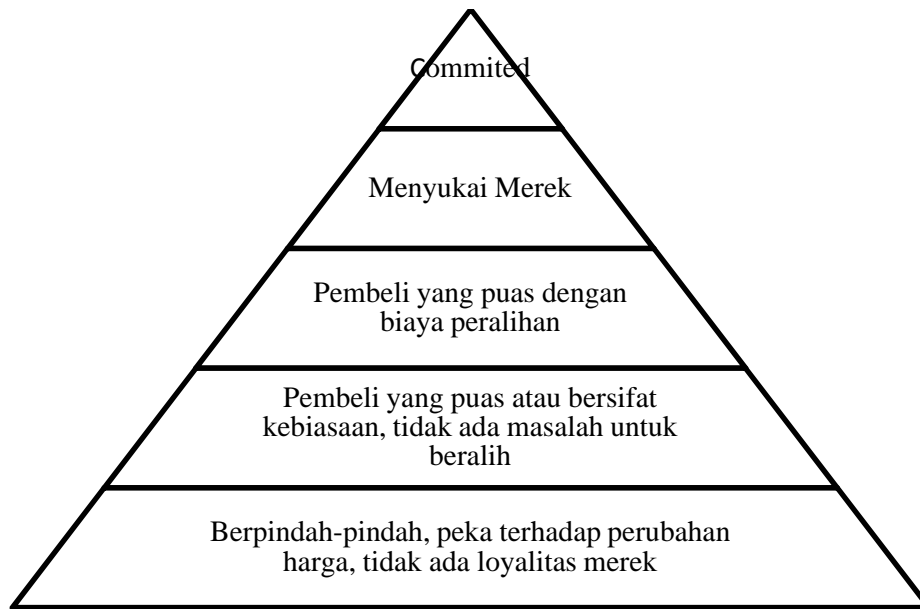 Commited
Menyukai Merek
Pembeli yang puas dengan
biaya peralihan
Pembeli yang puas atau bersifat
kebiasaan, tidak ada masalah untuk
beralih
Berpindah-pindah, peka terhadap perubahan
harga, tidak ada loyalitas merek